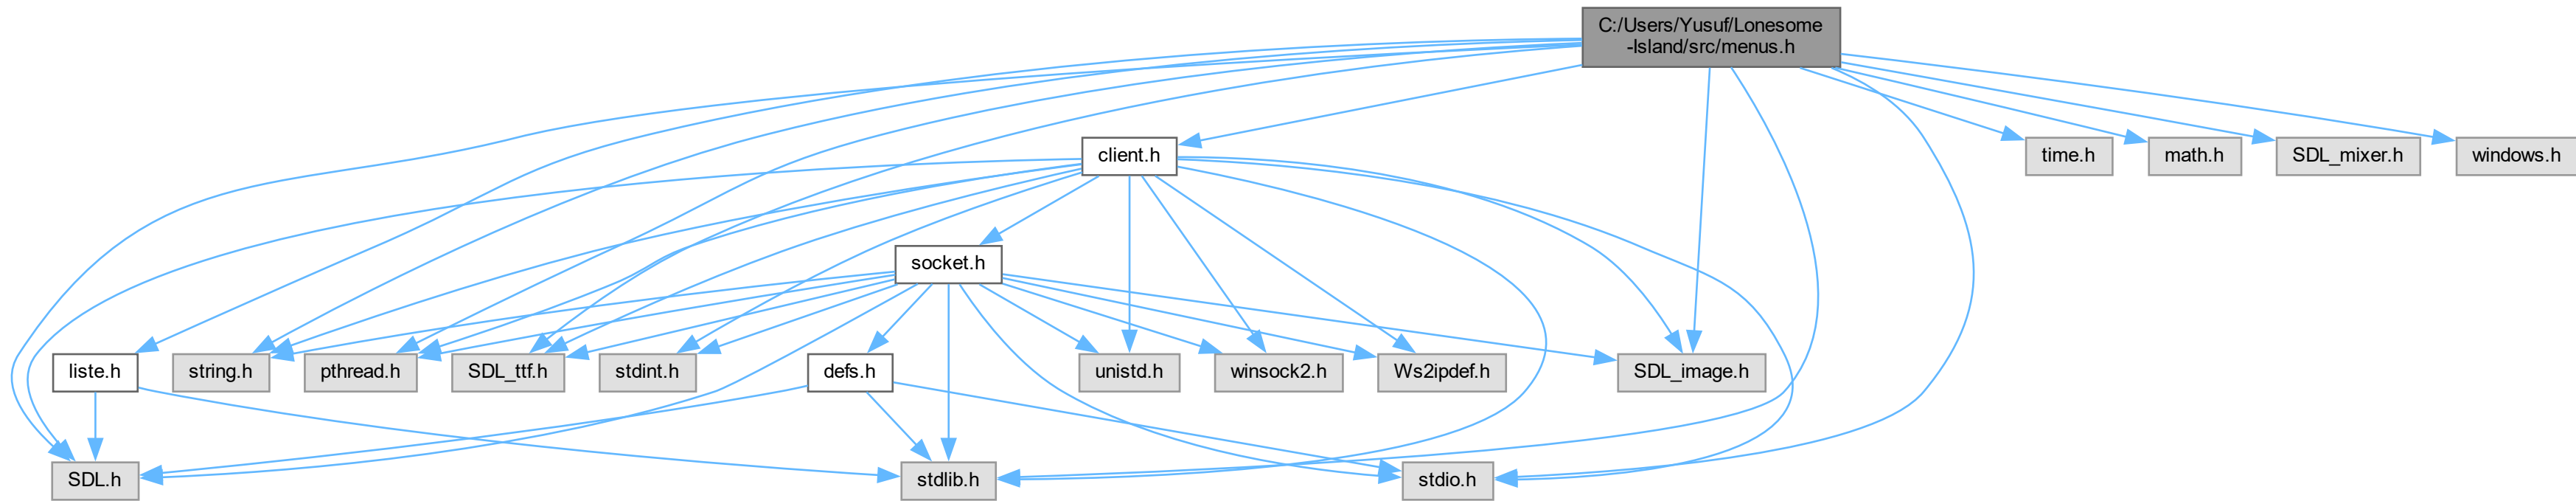 C:/Users/Yusuf/Lonesome
-Island/src/menus.h
client.h
time.h
math.h
SDL_mixer.h
windows.h
socket.h
liste.h
string.h
pthread.h
SDL_ttf.h
stdint.h
defs.h
unistd.h
winsock2.h
Ws2ipdef.h
SDL_image.h
SDL.h
stdlib.h
stdio.h